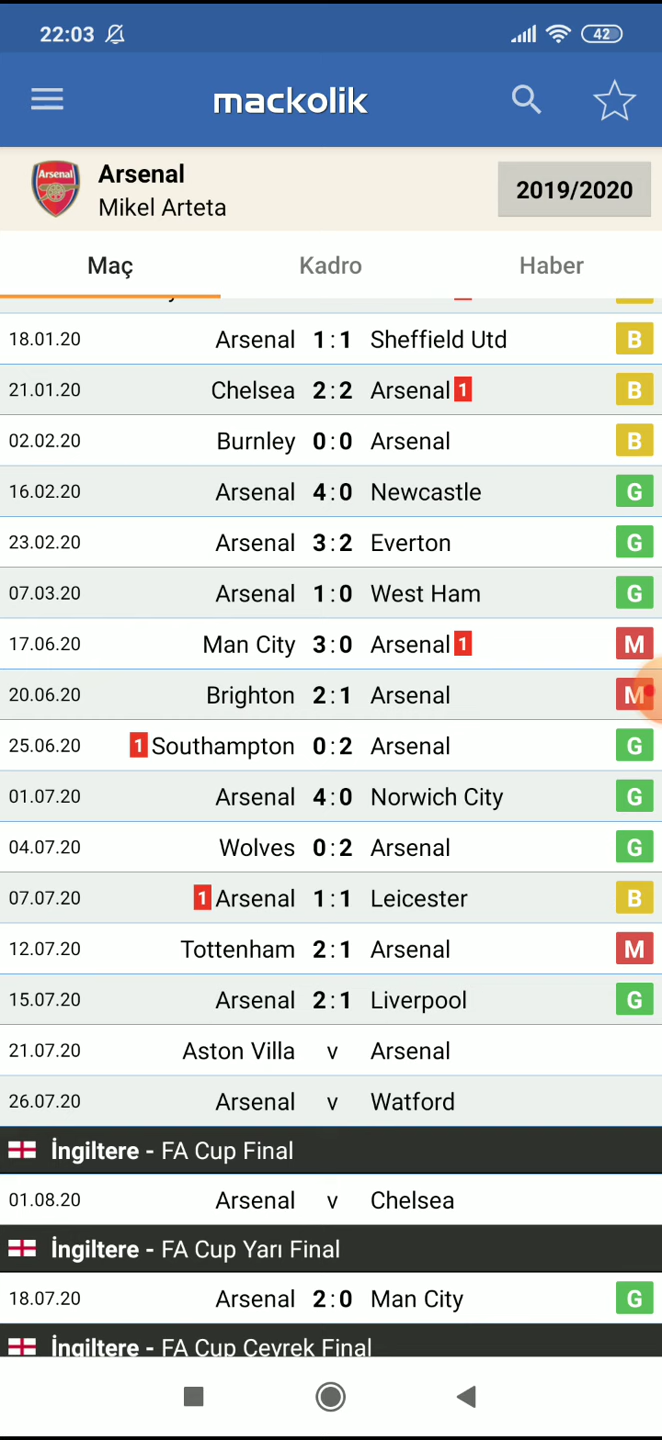 22:03 42
mackolik
Arsenal
Arsenal
Mikel Arteta
2019/2020
Maç Kadro Haber
18.01.20 Arsenal 1:1 Sheffield Utd B
21.01.20 Chelsea 2:2 Arsenal 1 B
02.02.20 Burnley 0:0 Arsenal B
16.02.20 Arsenal 4:0 Newcastle G
23.02.20 Arsenal 3:2 Everton G
07.03.20 Arsenal 1:0 West Ham G
17.06.20 Man City 3:0 Arsenal 1 M
20.06.20 Brighton 2:1 Arsenal M
25.06.20 1 Southampton 0:2 Arsenal G
01.07.20 Arsenal 4:0 Norwich City G
04.07.20 Wolves 0:2 Arsenal G
07.07.20 1 Arsenal 1:1 Leicester B
12.07.20 Tottenham 2:1 Arsenal M
15.07.20 Arsenal 2:1 Liverpool G
21.07.20 Aston Villa v Arsenal
26.07.20 Arsenal v Watford
İngiltere - FA Cup Final
01.08.20 Arsenal v Chelsea
İngiltere - FA Cup Yarı Final
18.07.20 Arsenal 2:0 Man City G
İngiltere - FA Cup Çeyrek Final